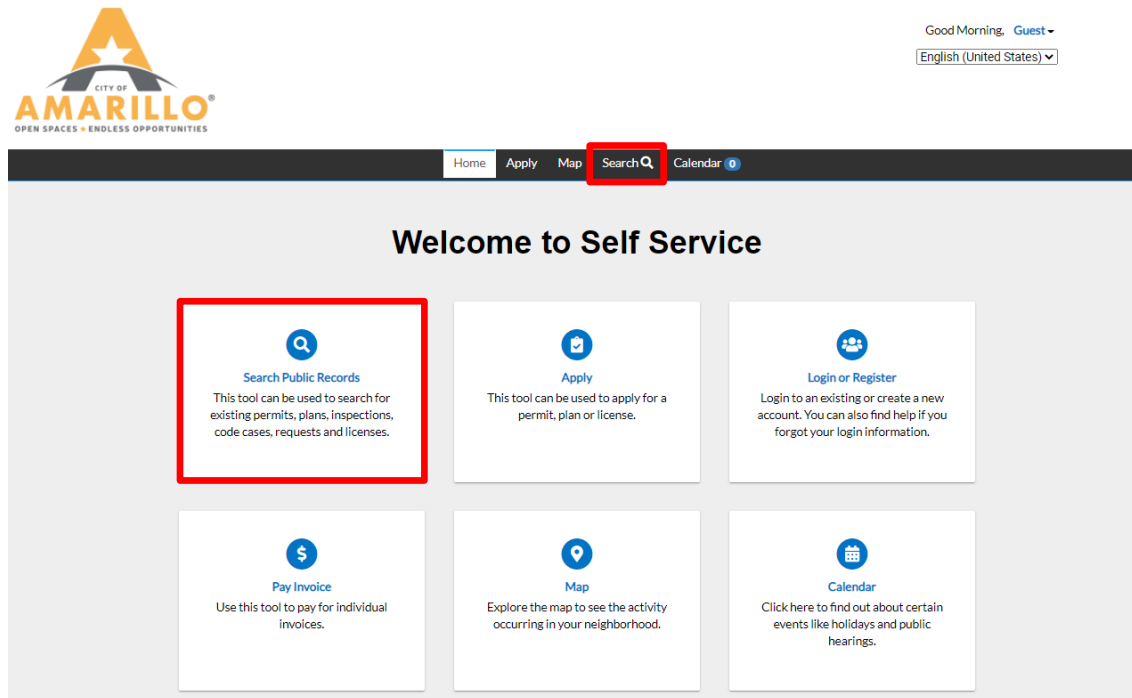 Good Morning, Guest
English (United States)
CITY OF
AMARILLO®
OPEN SPACES ★ ENDLESS OPPORTUNITIES
Home Apply Map Search Calendar 0
Welcome to Self Service
Search Public Records
This tool can be used to search for
existing permits, plans, inspections,
code cases, requests and licenses.
Apply
This tool can be used to apply for a
permit, plan or license.
Login or Register
Login to an existing or create a new
account. You can also find help if you
forgot your login information.
Pay Invoice
Use this tool to pay for individual
invoices.
Map
Explore the map to see the activity
occurring in your neighborhood.
Calendar
Click here to find out about certain
events like holidays and public
hearings.